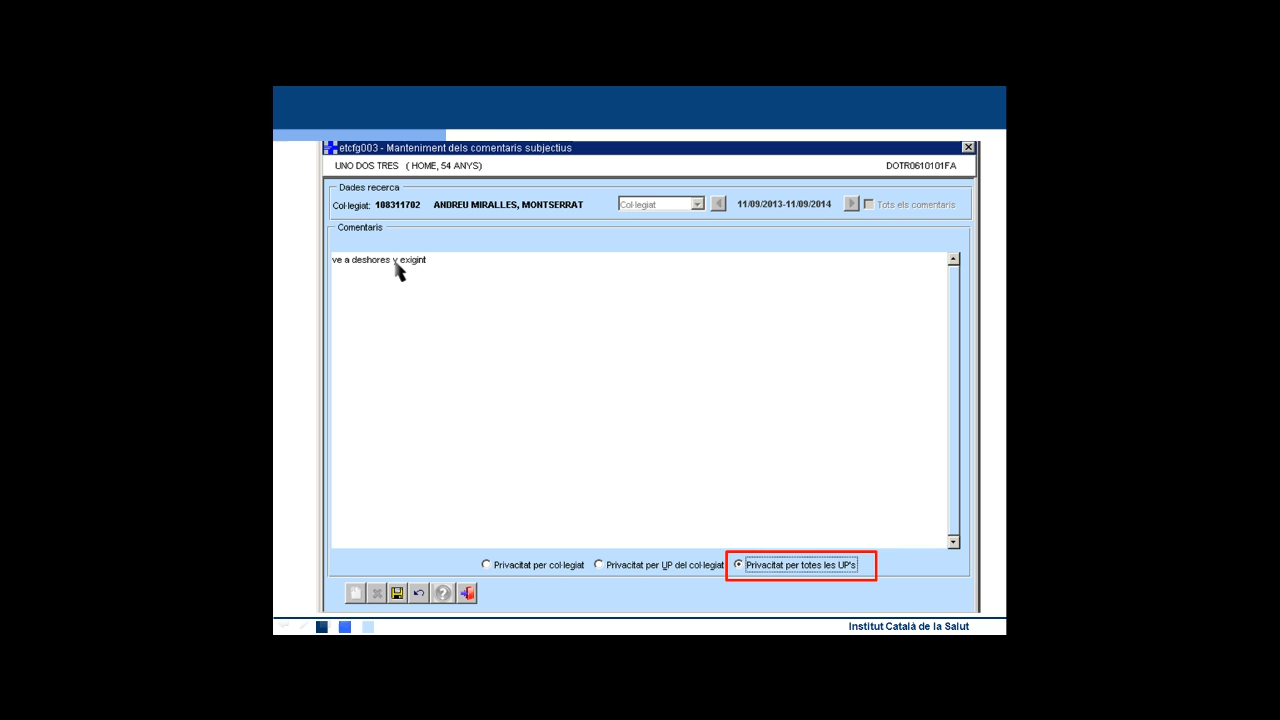 etcfg003 - Manteniment dels comentaris subjectius
UNO DOS TRES ( HOME, 54 ANYS) DOTR0610101FA
Dades recerca
Col·legiat: 108311702 ANDREU MIRALLES, MONTSERRAT Col·legiat 11/09/2013-11/09/2014 Tots els comentaris
Comentaris
ve a deshores y exigint
Privacitat per col·legiat Privacitat per UP del col·legiat Privacitat per totes les UP's
?
Institut Català de la Salut